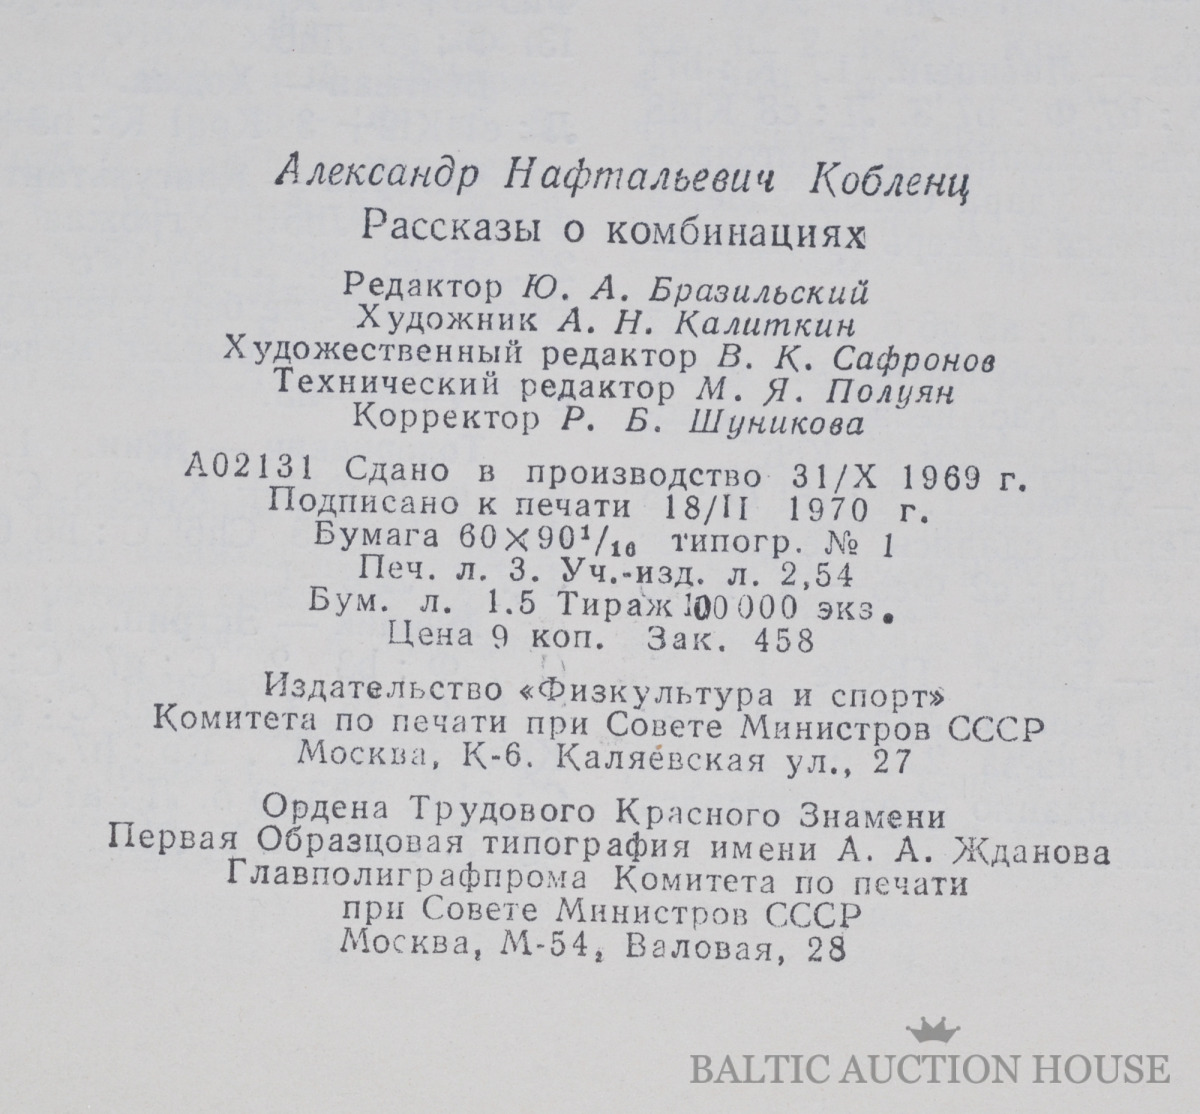 Александр Нафтальевич Кобленц
Рассказы о комбинациях
Редактор Ю. А. Бразильский
Художник А. Н. Калиткин
Художественный редактор В. К. Сафронов
Технический редактор М. Я. Полуян
Корректор Р. Б. Шуникова
А02131 Сдано в производство 31/X 1969 г.
Подписано к печати 18/II 1970 г.
Бумага 60×90¹/₁₆ типогр. № 1
Печ. л. 3. Уч.-изд. л. 2,54
Бум. л. 1.5 Тираж 100 000 экз.
Цена 9 коп. Зак. 458
Издательство «Физкультура и спорт»
Комитета по печати при Совете Министров СССР
Москва, К-6. Каляевская ул., 27
Ордена Трудового Красного Знамени
Первая Образцовая типография имени А. А. Жданова
Главполиграфпрома Комитета по печати
при Совете Министров СССР
Москва, М-54, Валовая, 28
BALTIC AUCTION HOUSE